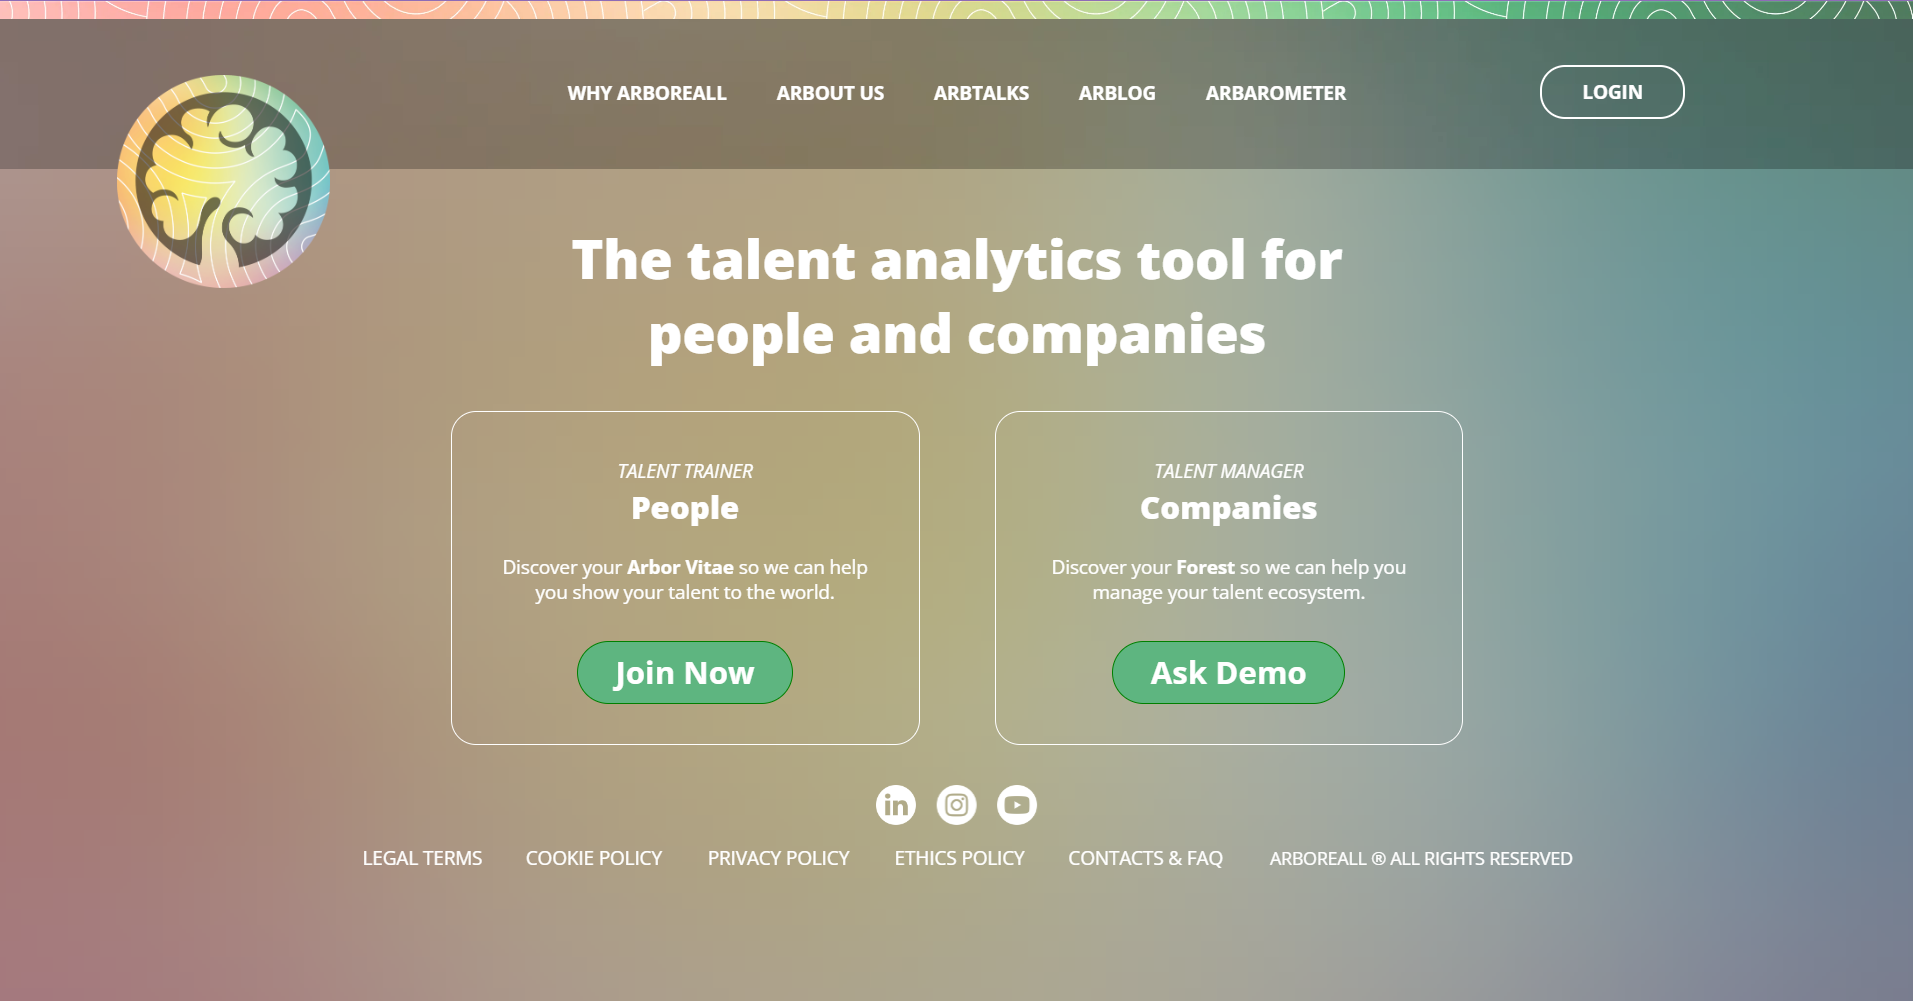 WHY ARBOREALL
ARBOUT US
ARBTALKS
ARBLOG
ARBAROMETER
LOGIN
The talent analytics tool for
people and companies
TALENT TRAINER
People
Discover your Arbor Vitae so we can help
you show your talent to the world.
Join Now
TALENT MANAGER
Companies
Discover your Forest so we can help you
manage your talent ecosystem.
Ask Demo
in
LEGAL TERMS
COOKIE POLICY
PRIVACY POLICY
ETHICS POLICY
CONTACTS & FAQ
ARBOREALL ® ALL RIGHTS RESERVED